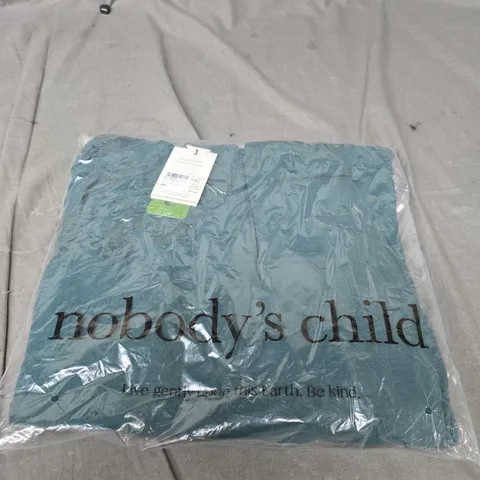 nobody's child
Live gently upon this Earth. Be kind.